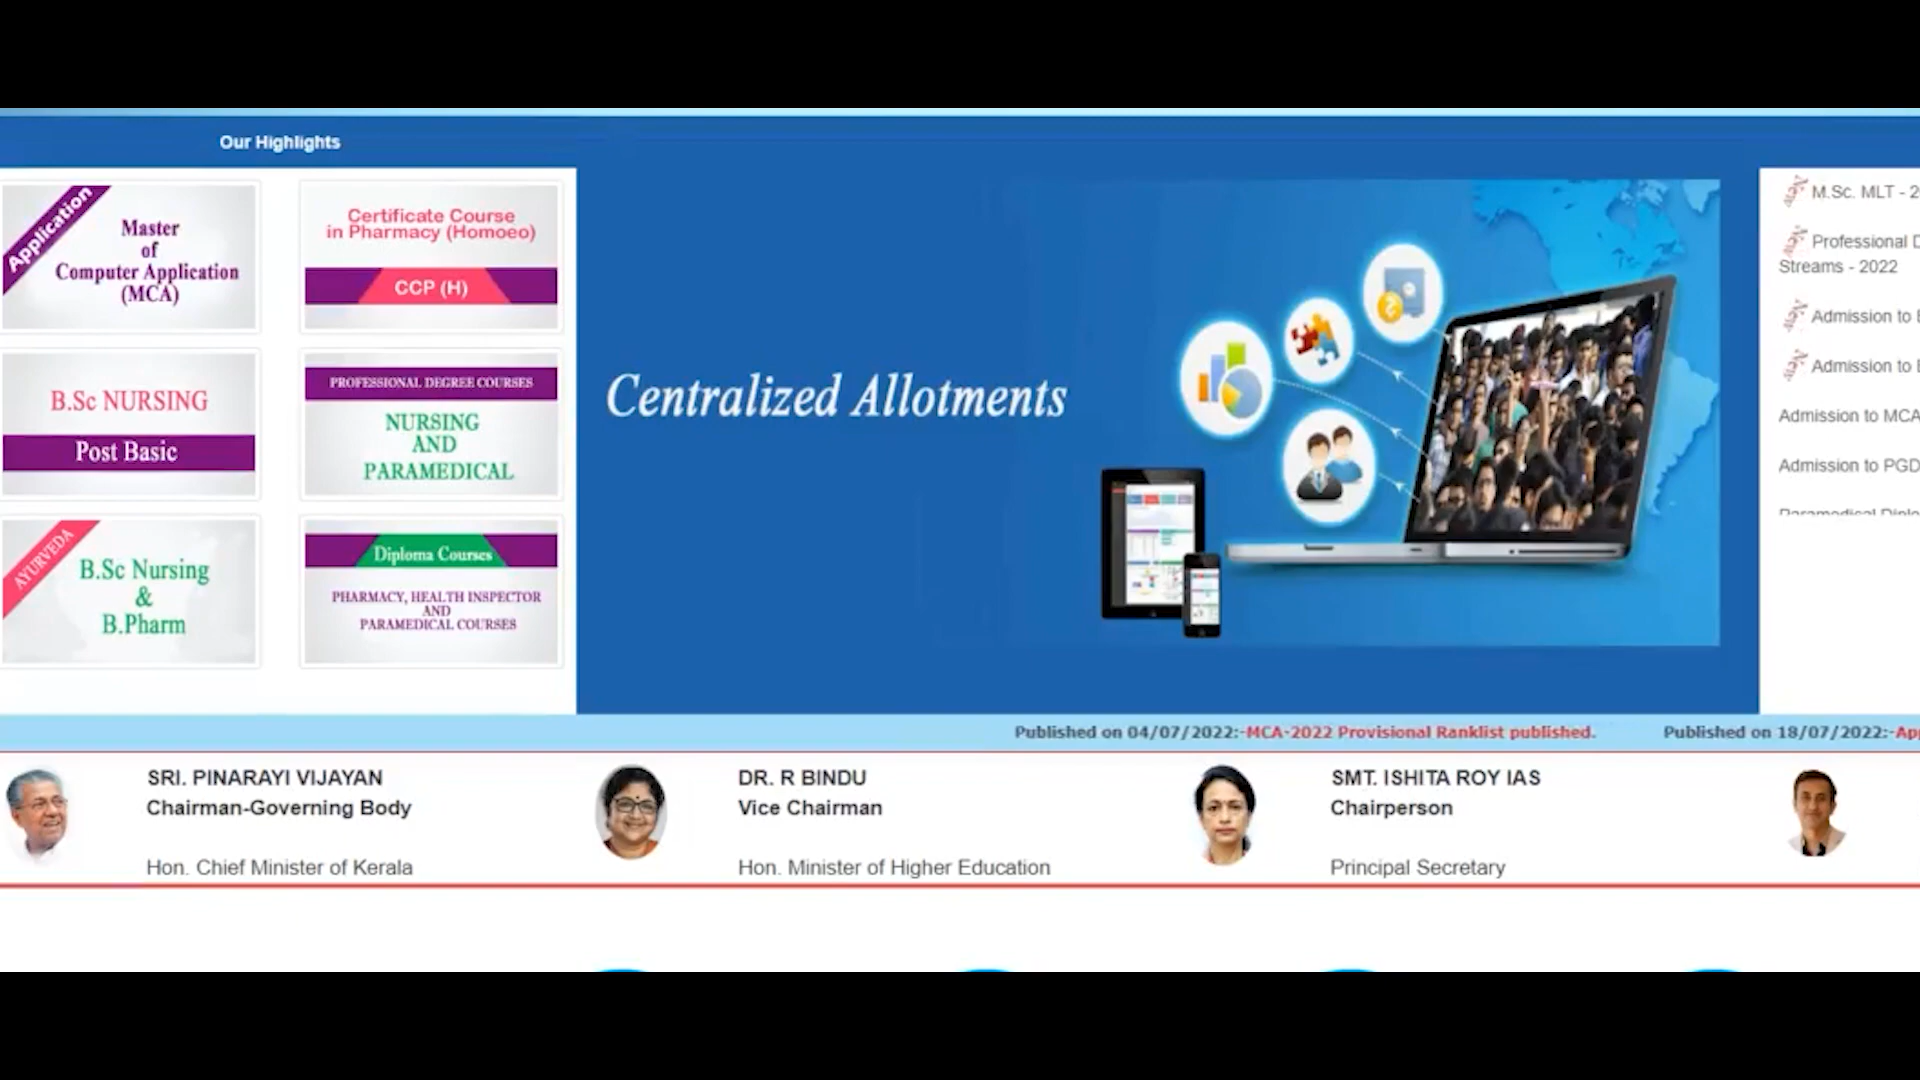 Our Highlights
Application
Master
of
Computer Application
(MCA)
Certificate Course
in Pharmacy (Homoeo)
CCP (H)
B.Sc NURSING
Post Basic
PROFESSIONAL DEGREE COURSES
NURSING
AND
PARAMEDICAL
AYURVEDA
B.Sc Nursing
&
B.Pharm
Diploma Courses
PHARMACY, HEALTH INSPECTOR
AND
PARAMEDICAL COURSES
Centralized Allotments
New M.Sc. MLT - 2
New Professional D
Streams - 2022
New Admission to
New Admission to
Admission to MCA
Admission to PGD
Published on 04/07/2022:-MCA-2022 Provisional Ranklist published.
Published on 18/07/2022:-App
SRI. PINARAYI VIJAYAN
Chairman-Governing Body
Hon. Chief Minister of Kerala
DR. R BINDU
Vice Chairman
Hon. Minister of Higher Education
SMT. ISHITA ROY IAS
Chairperson
Principal Secretary